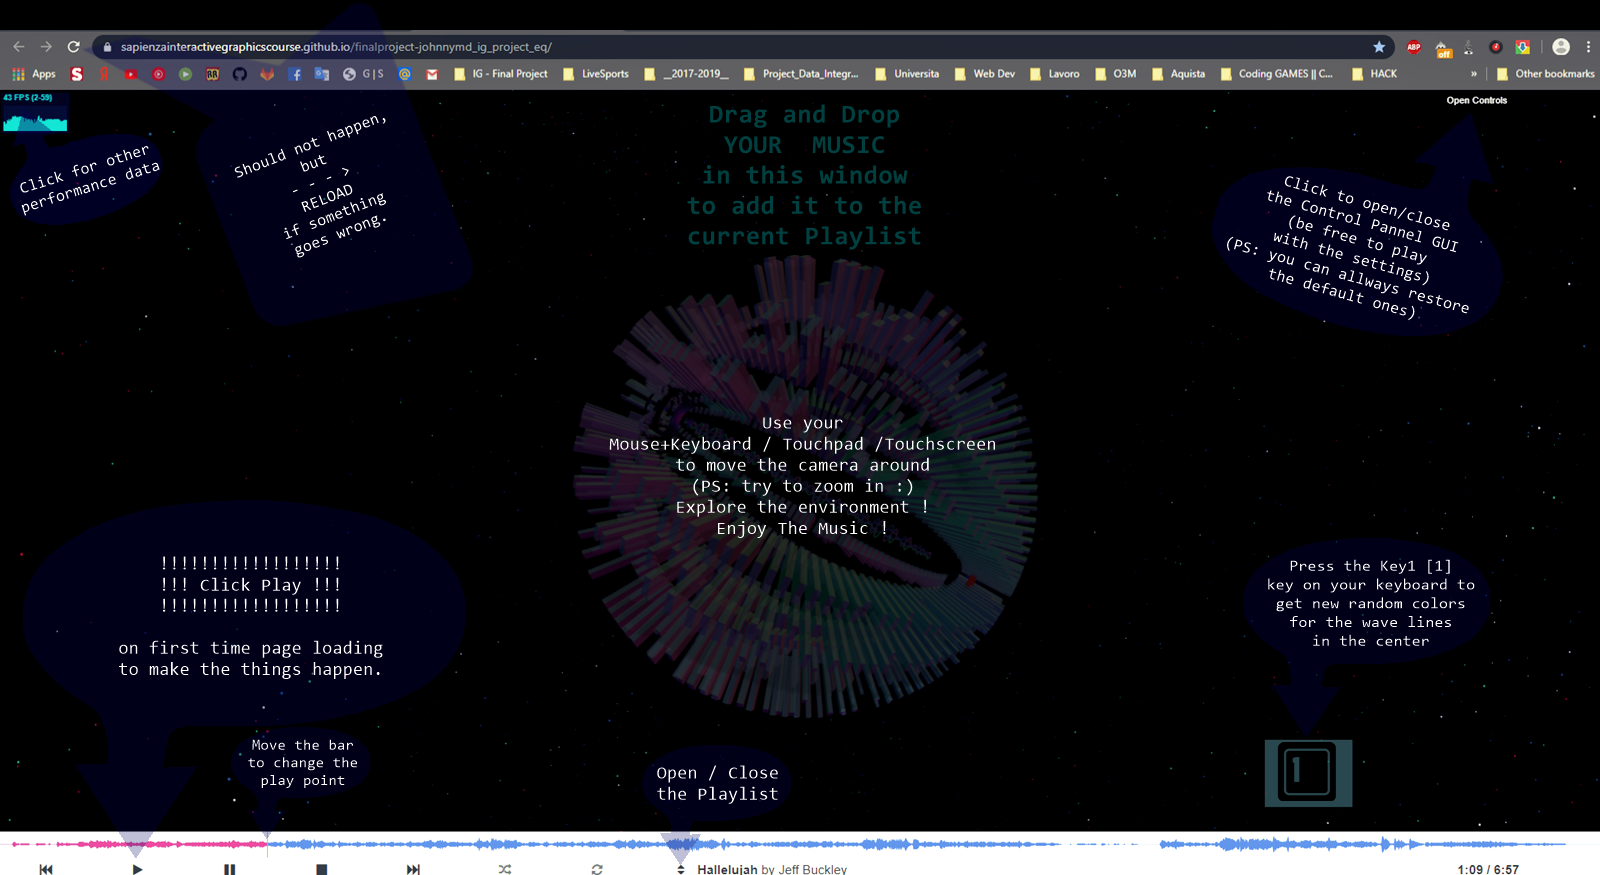 sapienzainteractivegraphicscourse.github.io/finalproject-johnnymd_ig_project_eq/
ABP
off
Apps
G | S
IG - Final Project
LiveSports
__2017-2019__
Project_Data_Integr...
Universita
Web Dev
Lavoro
O3M
Aquista
Coding GAMES || C...
HACK
»
Other bookmarks
43 FPS (2-59)
Open Controls
Drag and Drop
YOUR MUSIC
in this window
to add it to the
current Playlist
Click for other
performance data
Should not happen,
but
- - - >
RELOAD
if something
goes wrong.
Click to open/close
the Control Pannel GUI
(be free to play
with the settings)
(PS: you can allways restore
the default ones)
Use your
Mouse+Keyboard / Touchpad /Touchscreen
to move the camera around
(PS: try to zoom in :)
Explore the environment !
Enjoy The Music !
!!!!!!!!!!!!!!!!!!
!!! Click Play !!!
!!!!!!!!!!!!!!!!!!
on first time page loading
to make the things happen.
Press the Key1 [1]
key on your keyboard to
get new random colors
for the wave lines
in the center
1
Move the bar
to change the
play point
Open / Close
the Playlist
Hallelujah by Jeff Buckley
1:09 / 6:57